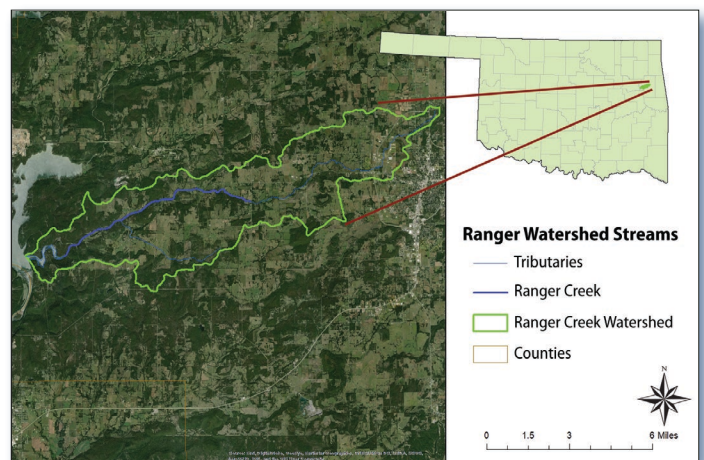 Ranger Watershed Streams
Tributaries
Ranger Creek
Ranger Creek Watershed
Counties
N
0 1.5 3 6 Miles